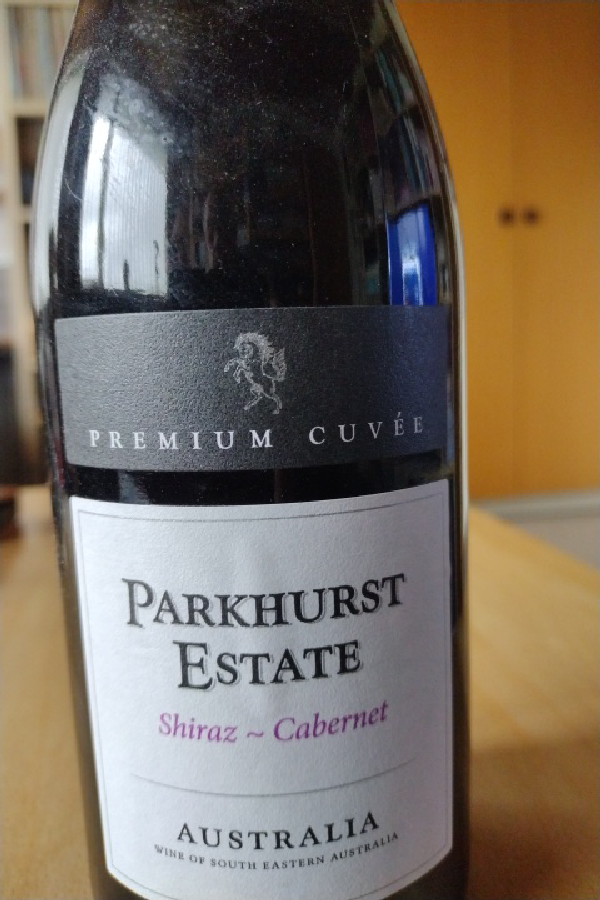 PREMIUM CUVÉE
PARKHURST
ESTATE
Shiraz ~ Cabernet
AUSTRALIA
WINE OF SOUTH EASTERN AUSTRALIA